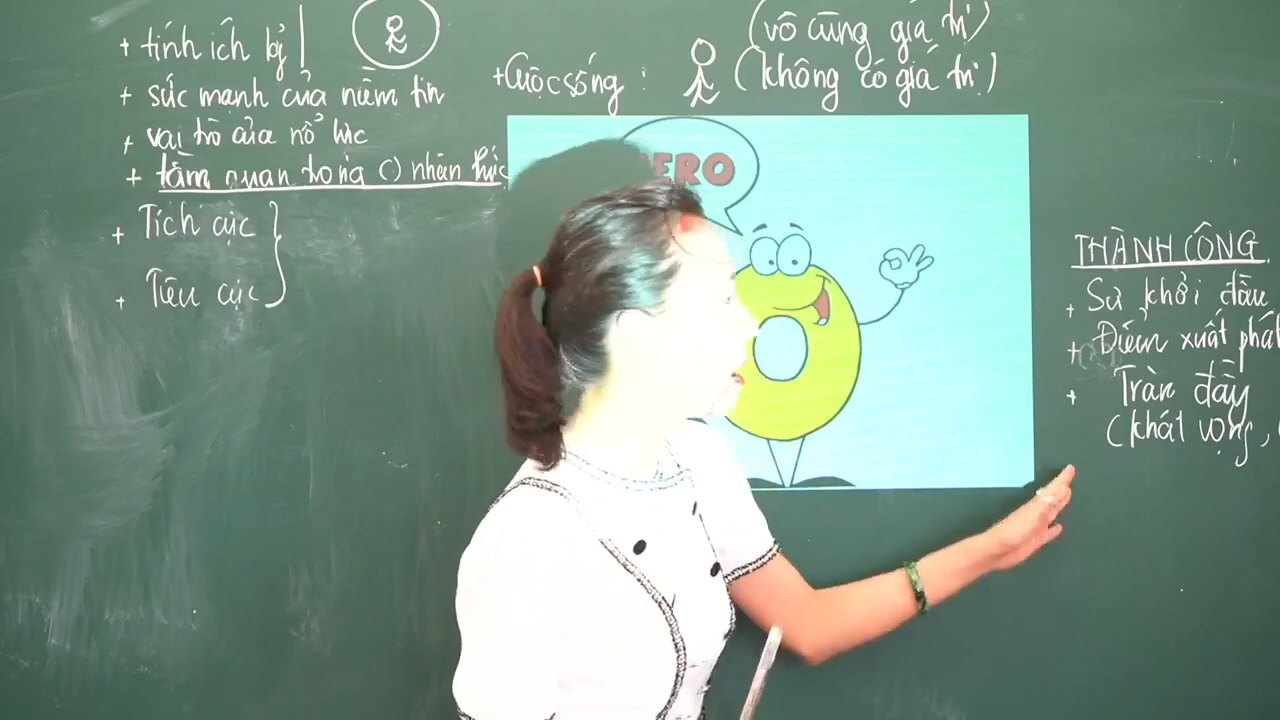 + tính ích kỷ
+ sức mạnh của niềm tin
+ vai trò của nổ lực
+ tầm quan trọng () nhận thức
+ Tích cực
+ Tiêu cực
(vô cùng giá trị)
+ Cuộc sống :
(không có giá trị)
ERO
THÀNH CÔNG
+ Sự khởi đầu
+ Điểm xuất phá
+ Tràn đầy
(khát vọng,